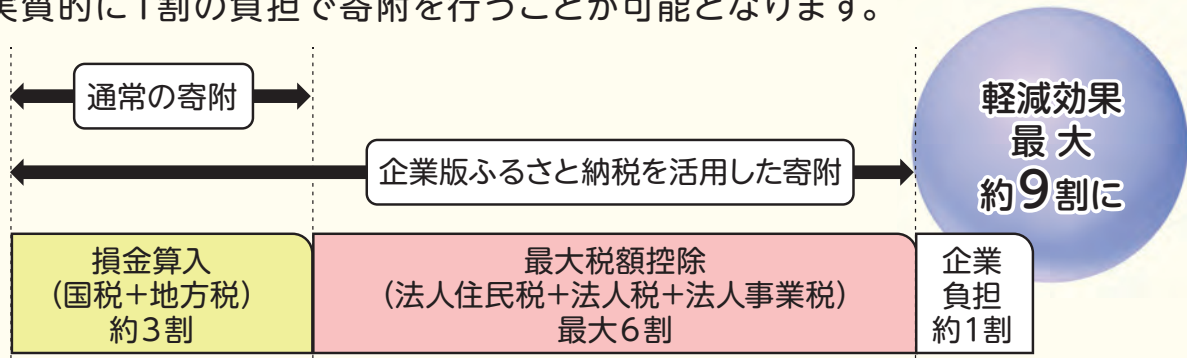 実質的に1割の負担で寄附を行うことが可能となります。
通常の寄附
企業版ふるさと納税を活用した寄附
軽減効果
最大
約9割に
損金算入
（国税＋地方税）
約3割
最大税額控除
（法人住民税＋法人税＋法人事業税）
最大6割
企業
負担
約1割